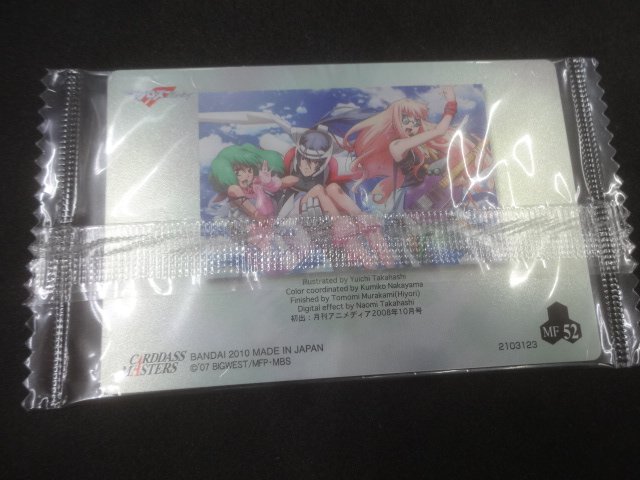 Illustrated by Yuichi Takahashi
Color coordinated by Kumiko Nakayama
Finished by Tomomi Murakami(Hiyori)
Digital effect by Naomi Takahashi
初出：月刊アニメディア2008年10月号
MF 52
CARDDASS MASTERS
BANDAI 2010 MADE IN JAPAN
2103123
©'07 BIGWEST/MFP・MBS